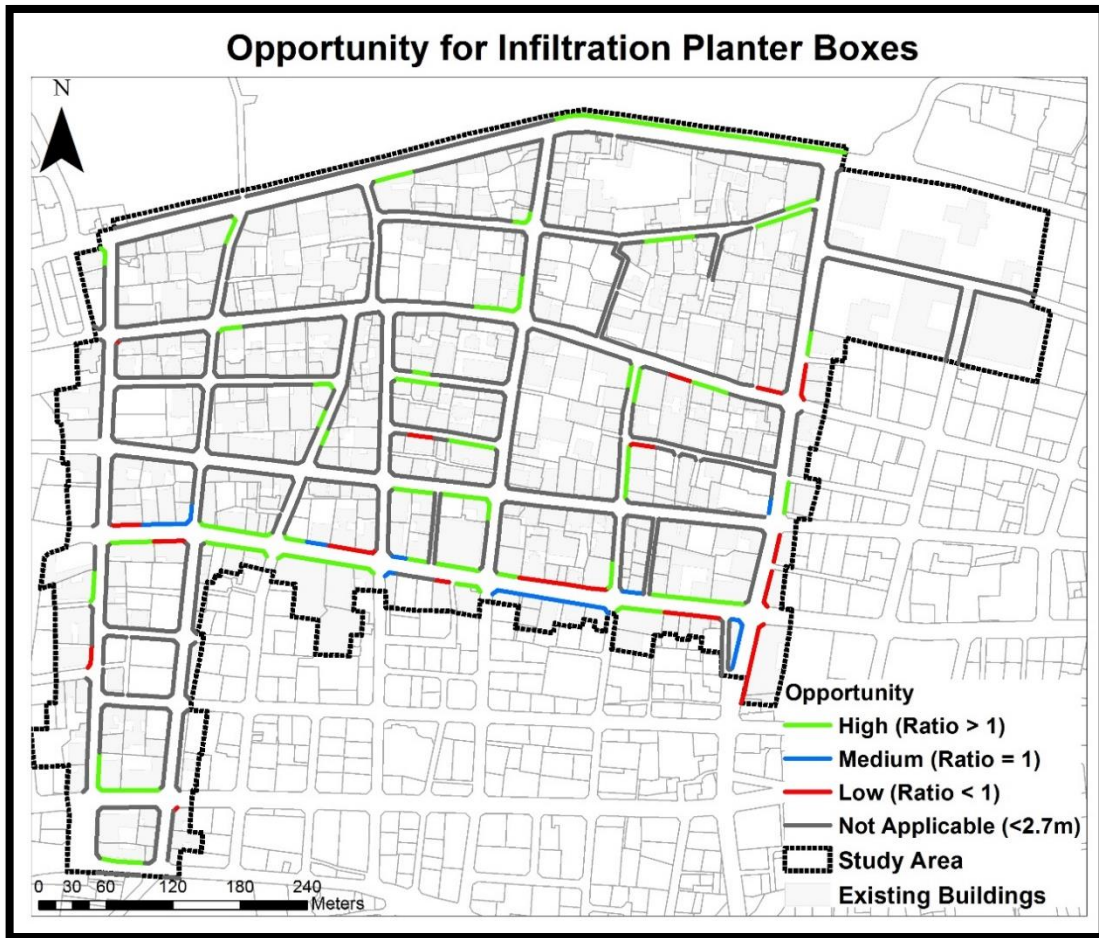 Opportunity for Infiltration Planter Boxes
N
Opportunity
High (Ratio > 1)
Medium (Ratio = 1)
Low (Ratio < 1)
Not Applicable (<2.7m)
Study Area
Existing Buildings
0 30 60 120 180 240
Meters